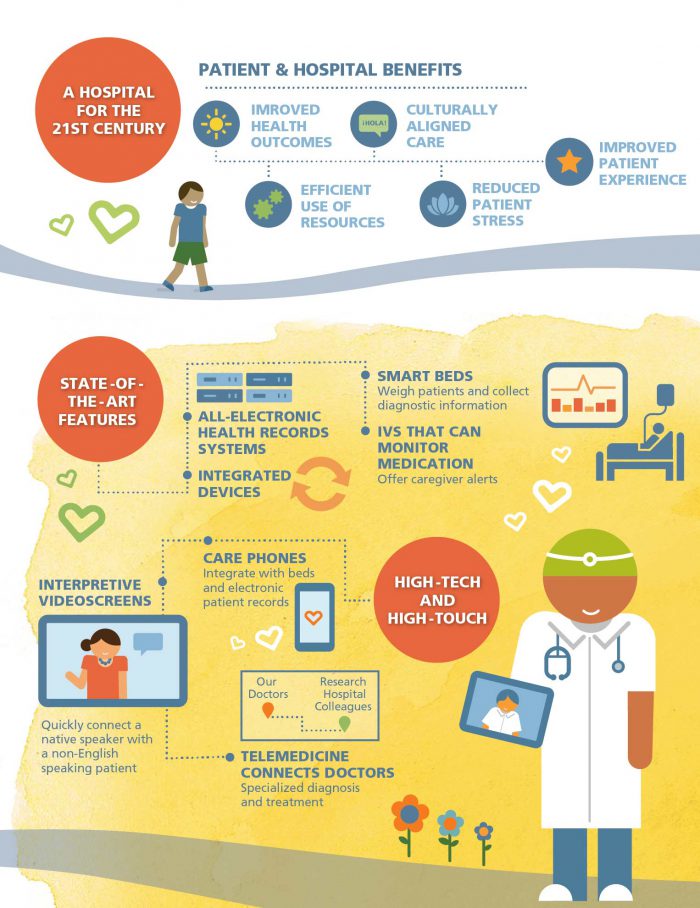 A HOSPITAL
FOR THE
21ST CENTURY
PATIENT & HOSPITAL BENEFITS
IMROVED
HEALTH
OUTCOMES
¡HOLA!
CULTURALLY
ALIGNED
CARE
IMPROVED
PATIENT
EXPERIENCE
EFFICIENT
USE OF
RESOURCES
REDUCED
PATIENT
STRESS
STATE-OF-
THE-ART
FEATURES
ALL-ELECTRONIC
HEALTH RECORDS
SYSTEMS
INTEGRATED
DEVICES
SMART BEDS
Weigh patients and collect
diagnostic information
IVS THAT CAN
MONITOR
MEDICATION
Offer caregiver alerts
HIGH-TECH
AND
HIGH-TOUCH
CARE PHONES
Integrate with beds
and electronic
patient records
INTERPRETIVE
VIDEOSCREENS
Quickly connect a
native speaker with
a non-English
speaking patient
Our
Doctors
Research
Hospital
Colleagues
TELEMEDICINE
CONNECTS DOCTORS
Specialized diagnosis
and treatment